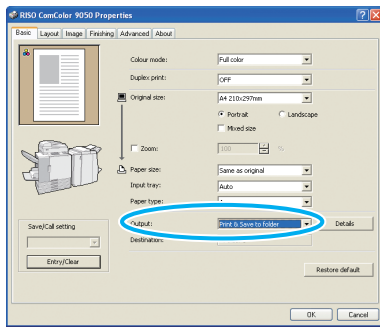 RISO ComColor 9050 Properties
Basic Layout Image Finishing Advanced About
Colour mode: Full color
Duplex print: OFF
Original size: A4 210x297mm
Portrait Landscape
Mixed size
Zoom: 100 %
Paper size: Same as original
Input tray: Auto
Paper type:
Save/Call setting
Output: Print & Save to folder Details
Destination:
Entry/Clear
Restore default
OK Cancel